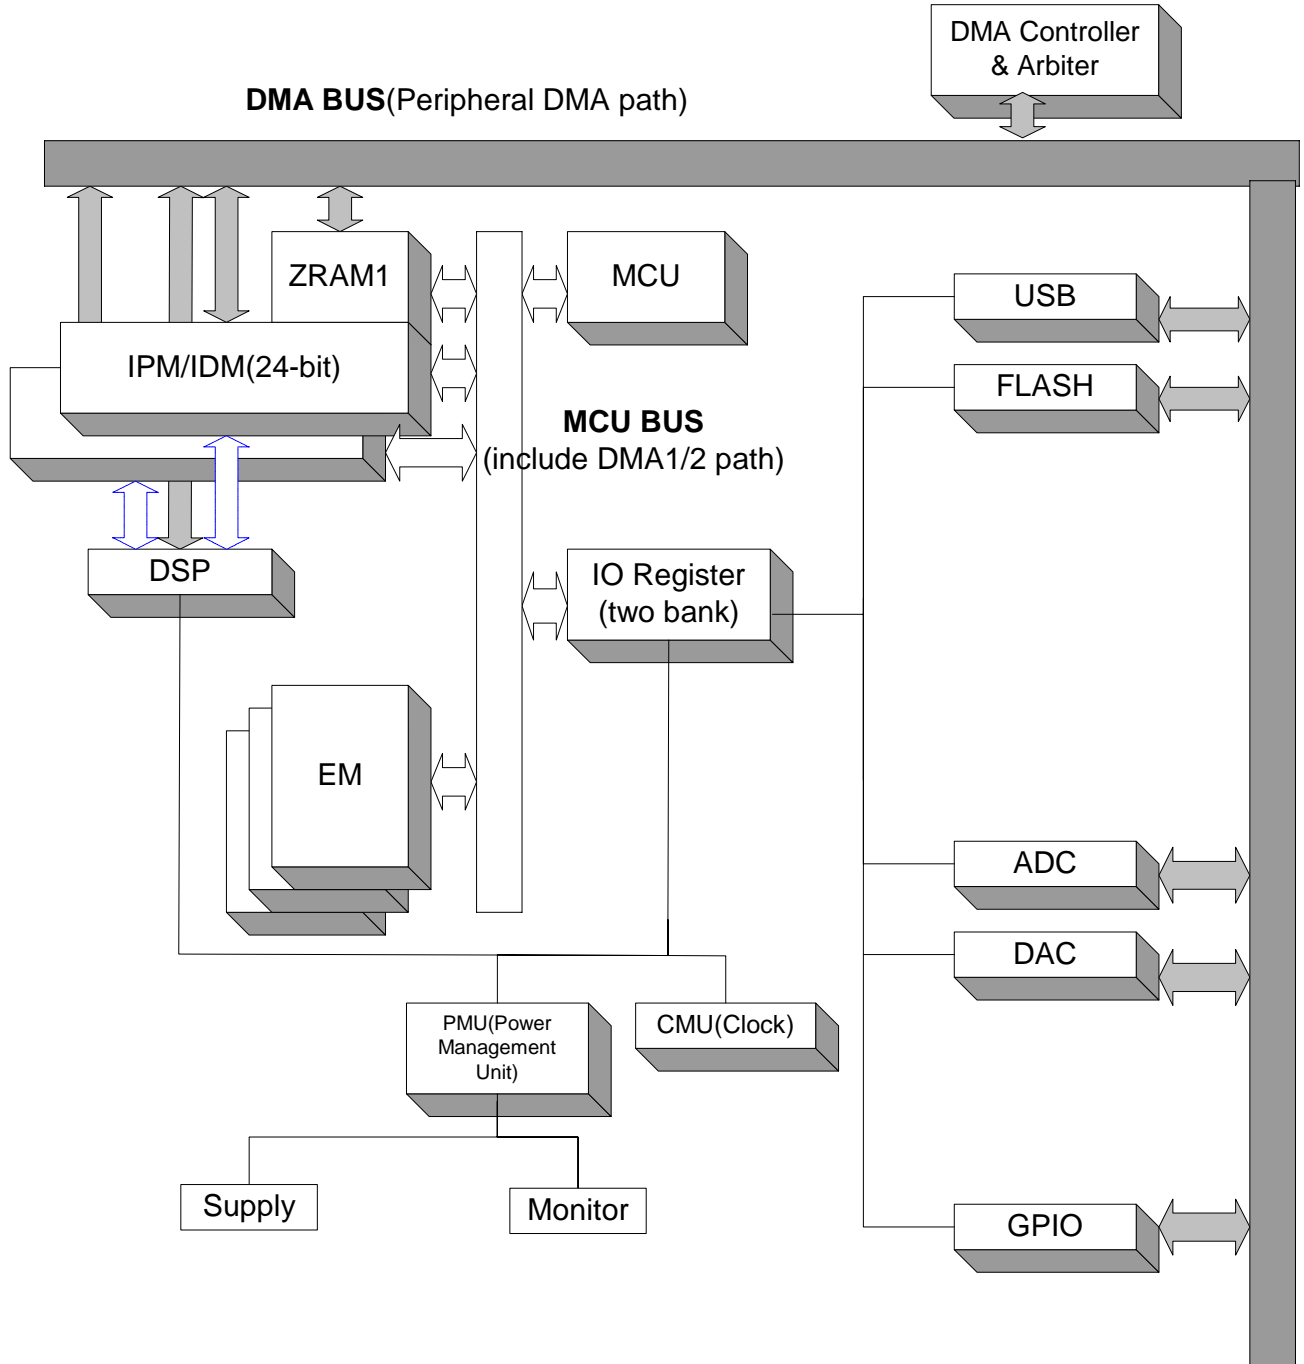 DMA Controller
& Arbiter
DMA BUS(Peripheral DMA path)
ZRAM1
MCU
USB
IPM/IDM(24-bit)
FLASH
MCU BUS
(include DMA1/2 path)
DSP
IO Register
(two bank)
EM
ADC
DAC
PMU(Power
Management
Unit)
CMU(Clock)
Supply
Monitor
GPIO